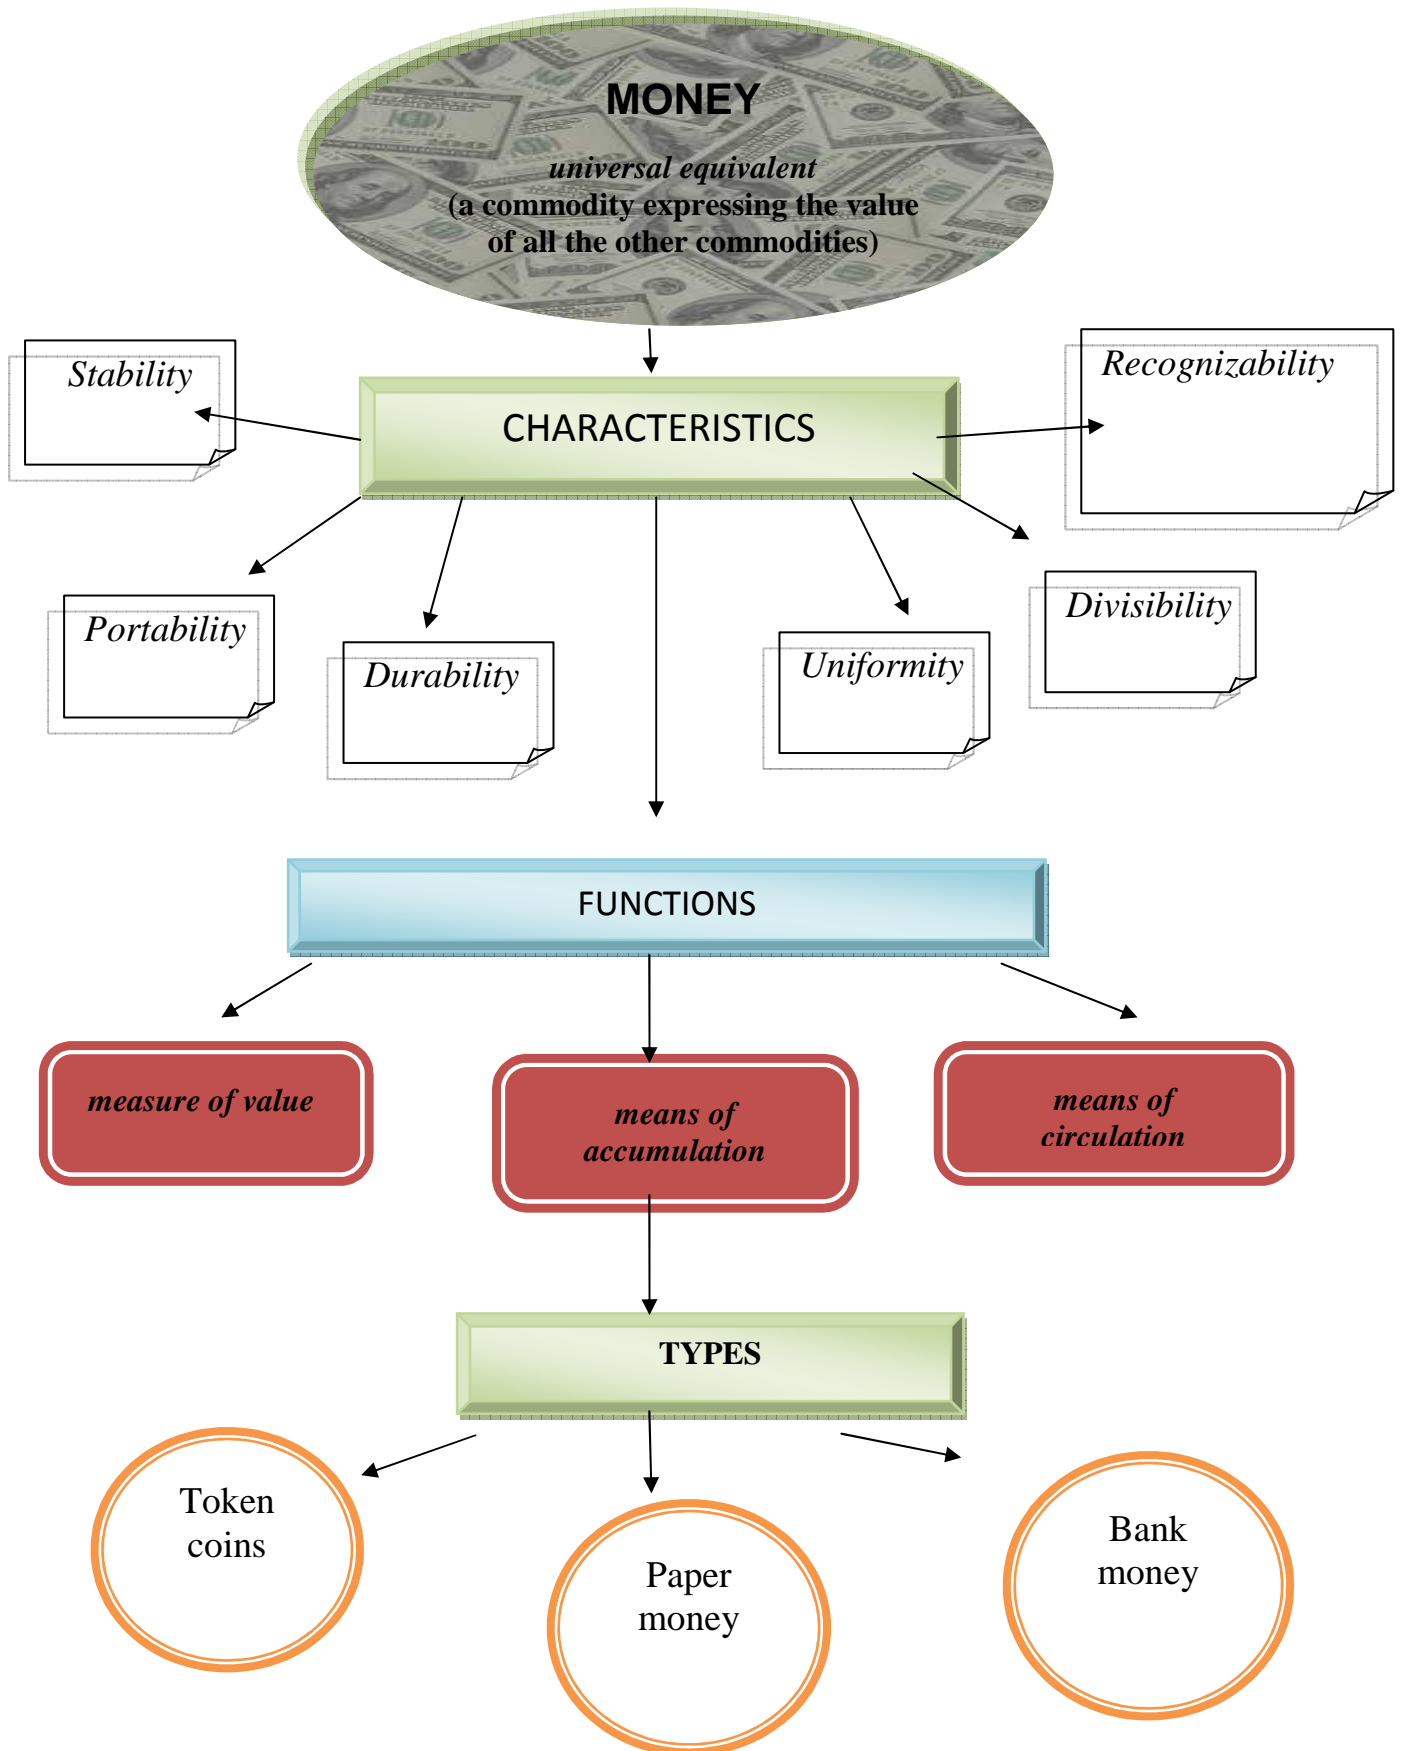 MONEY
universal equivalent
(a commodity expressing the value
of all the other commodities)
Stability
CHARACTERISTICS
Recognizability
Portability
Durability
Uniformity
Divisibility
FUNCTIONS
measure of value
means of
accumulation
means of
circulation
TYPES
Token
coins
Paper
money
Bank
money